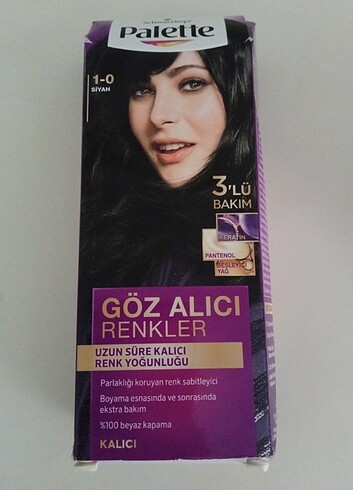 Schwarzkopf
Palette
1-0
SİYAH
3'LÜ
BAKIM
KERATİN
PANTENOL
BESLEYİCİ
YAĞ
GÖZ ALICI
RENKLER
UZUN SÜRE KALICI
RENK YOĞUNLUĞU
Parlaklığı koruyan renk sabitleyici
Boyama esnasında ve sonrasında
ekstra bakım
%100 beyaz kapama
KALICI